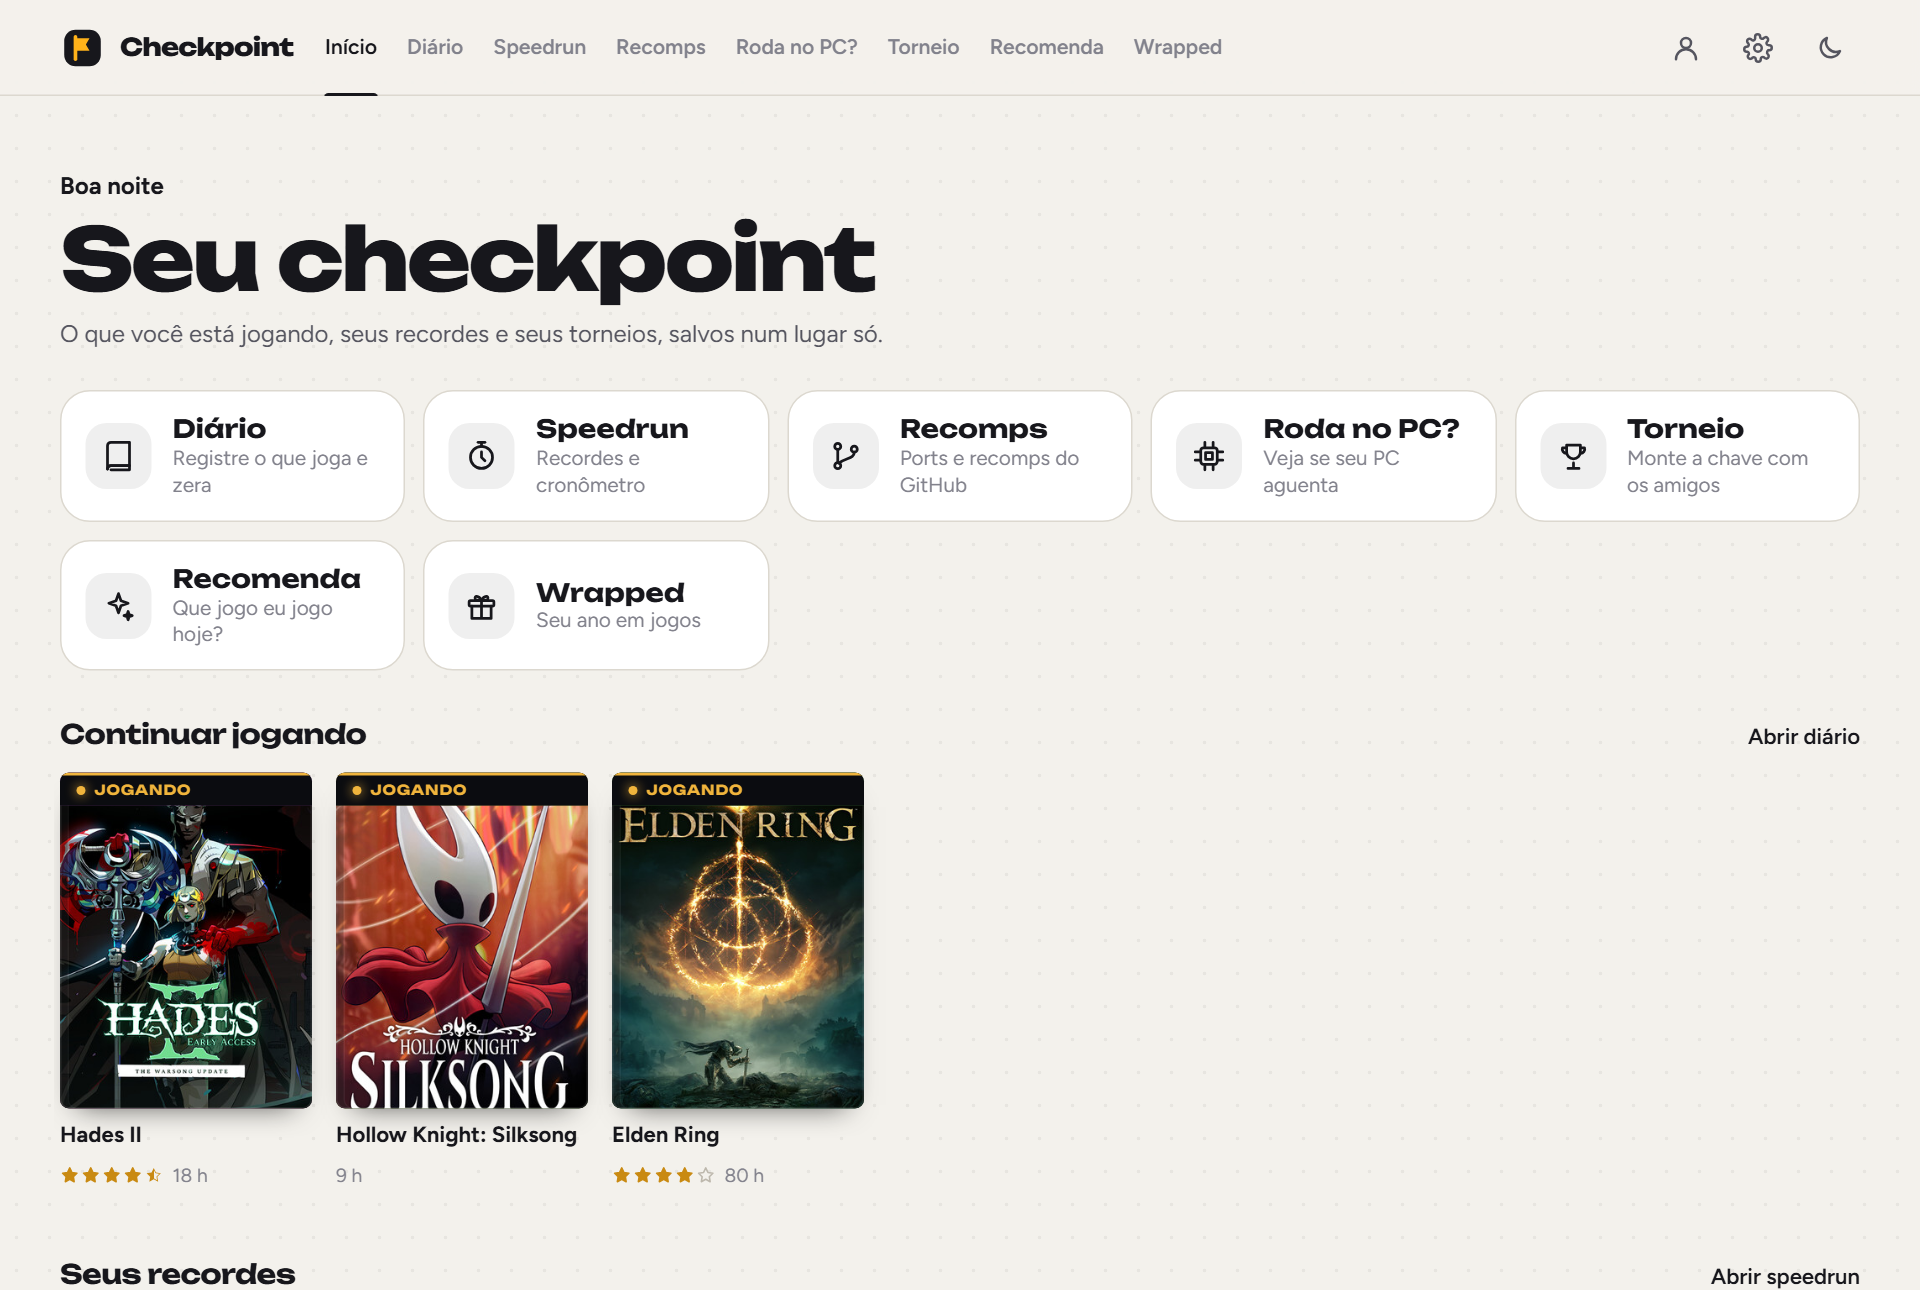 Checkpoint
Início
Diário
Speedrun
Recomps
Roda no PC?
Torneio
Recomenda
Wrapped
Boa noite
Seu checkpoint
O que você está jogando, seus recordes e seus torneios, salvos num lugar só.
Diário
Registre o que joga e
zera
Speedrun
Recordes e
cronômetro
Recomps
Ports e recomps do
GitHub
Roda no PC?
Veja se seu PC
aguenta
Torneio
Monte a chave com
os amigos
Recomenda
Que jogo eu jogo
hoje?
Wrapped
Seu ano em jogos
Continuar jogando
Abrir diário
JOGANDO
HADES
II
EARLY ACCESS
THE WARSONG UPDATE
Hades II
18 h
JOGANDO
HOLLOW KNIGHT
SILKSONG
Hollow Knight: Silksong
9 h
JOGANDO
ELDEN RING
Elden Ring
80 h
Seus recordes
Abrir speedrun